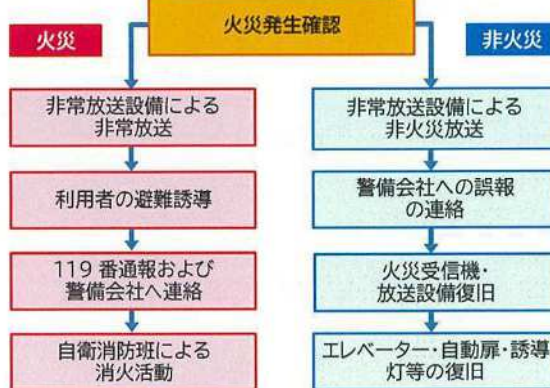 火災発生確認
火災
非火災
非常放送設備による
非常放送
利用者の避難誘導
119 番通報および
警備会社へ連絡
自衛消防班による
消火活動
非常放送設備による
非火災放送
警備会社への誤報
の連絡
火災受信機・
放送設備復旧
エレベーター・自動扉・誘導
灯等の復旧